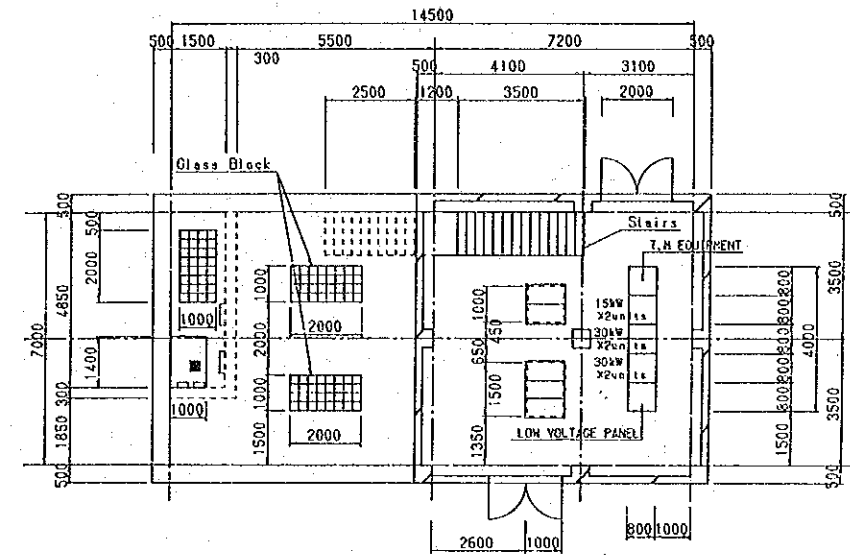 14500
500 1500 5500 7200 500
300
500 4100 3100
2500 1200 3500 2000
Glass Block
500 500 500
Stairs
T.M EQUIPMENT
2000 4850 1000 1000 800 800 3500
1000 2000 15kW
X2units
450 800
7000 2000 30kW
X2units 800 4000
1400 650 30kW
X2units 800
300 1000 1500 800 3500
1000 2000
1850 1500 1350 LOW VOLTAGE PANEL 1500
500 500
800 1000
2600 1000